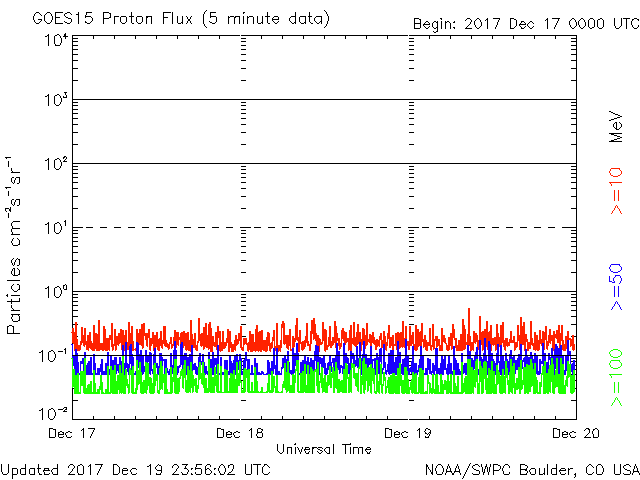 GOES15 Proton Flux (5 minute data)
Begin: 2017 Dec 17 0000 UTC
Particles cm⁻²s⁻¹sr⁻¹
10⁴
10³
10²
10¹
10⁰
10⁻¹
10⁻²
Dec 17
Dec 18
Dec 19
Dec 20
Universal Time
MeV
>=10
>=50
>=100
Updated 2017 Dec 19 23:56:02 UTC
NOAA/SWPC Boulder, CO USA